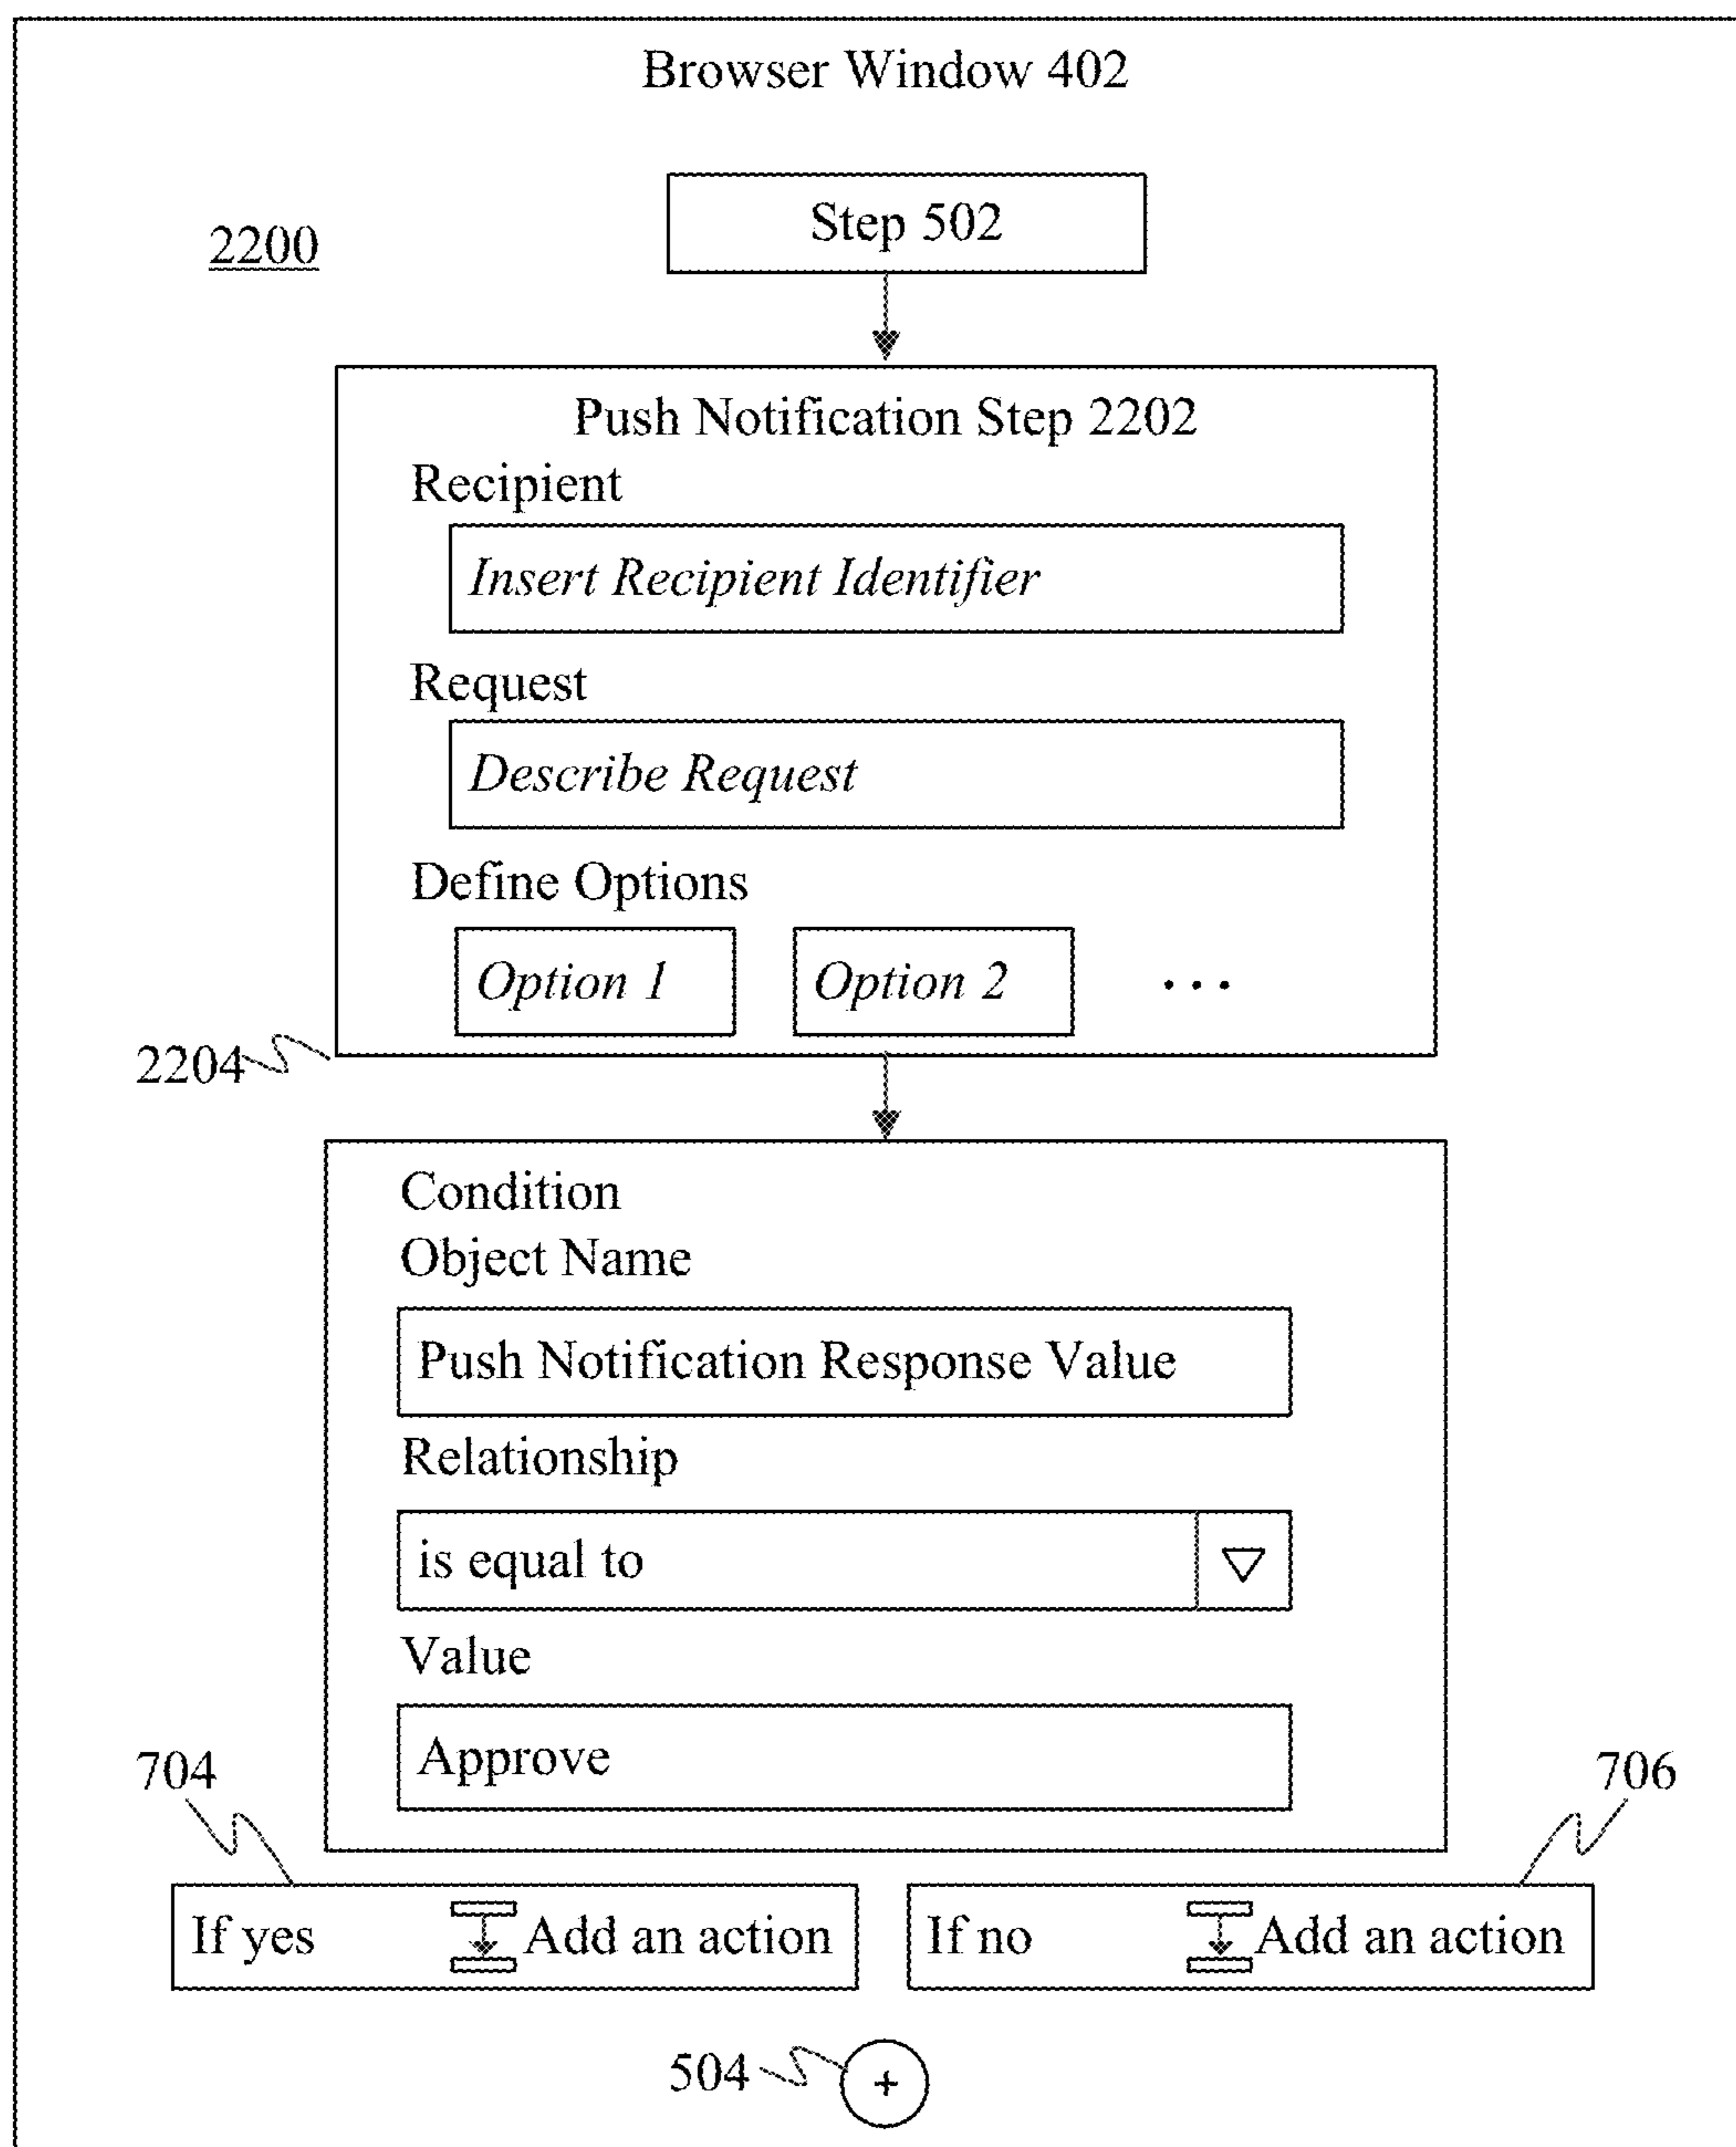 Browser Window 402
Step 502
2200
Push Notification Step 2202
Recipient
Insert Recipient Identifier
Request
Describe Request
Define Options
Option 1 Option 2 ...
2204
Condition
Object Name
Push Notification Response Value
Relationship
is equal to
Value
Approve
704 706
If yes Add an action If no Add an action
504 +